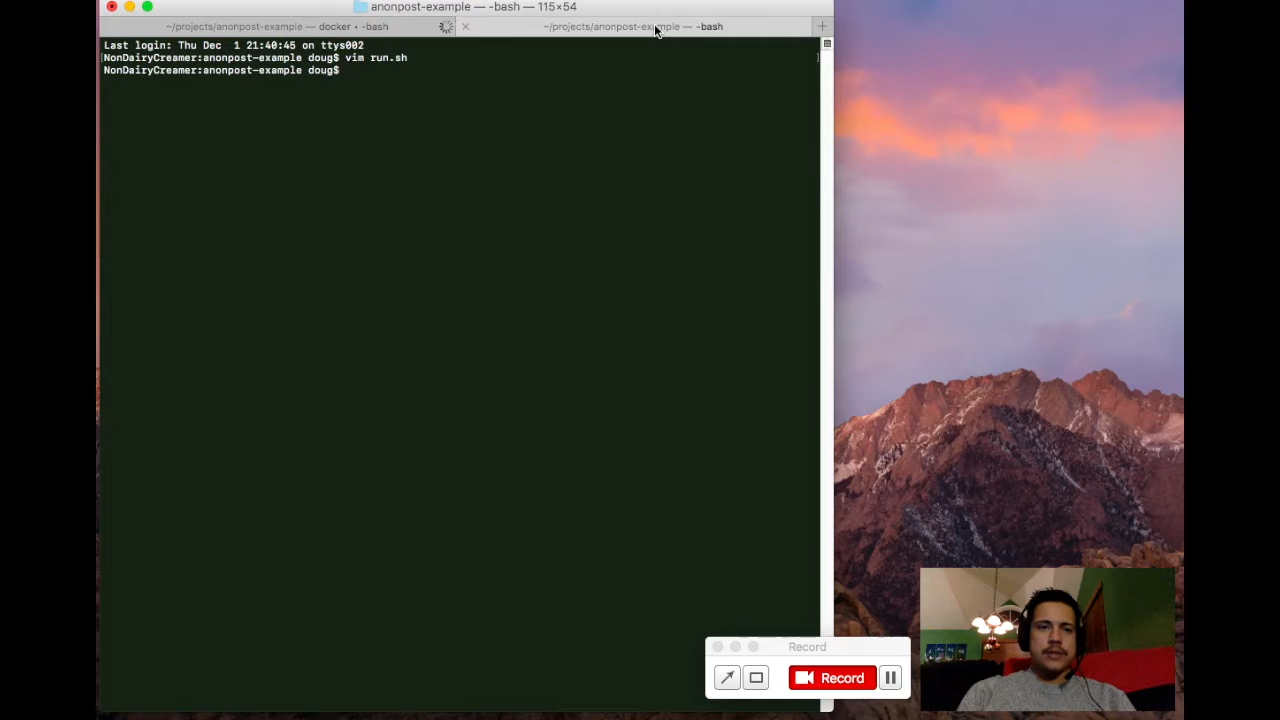 anonpost-example — -bash — 115×54
~/projects/anonpost-example — docker • -bash
~/projects/anonpost-example — -bash
Last login: Thu Dec  1 21:40:45 on ttys002
[NonDairyCreamer:anonpost-example doug$ vim run.sh ]
NonDairyCreamer:anonpost-example doug$
Record
Record